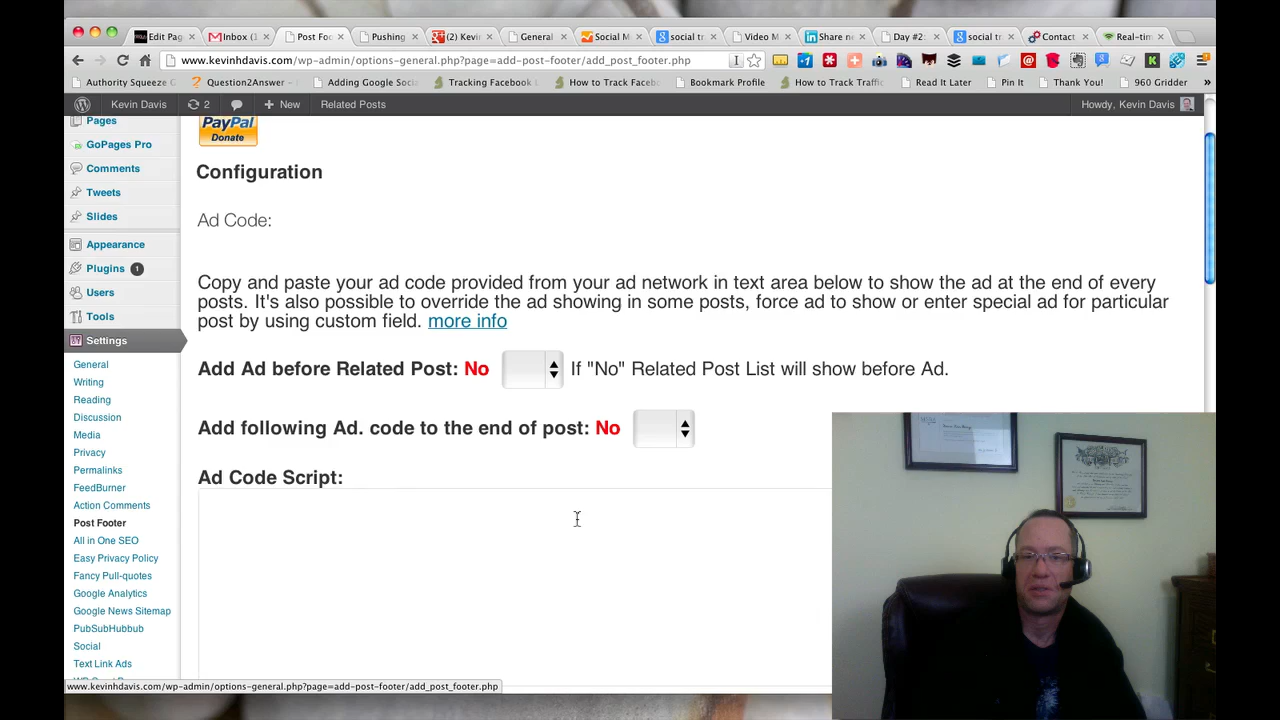 Edit Pag
Inbox (1
Post Foo
Pushing
(2) Kevin
General
Social M
social tr
Video M
Share ne
Day #2:
social tr
Contact
Real-tim
www.kevinhdavis.com/wp-admin/options-general.php?page=add-post-footer/add_post_footer.php
Authority Squeeze G
Question2Answer
Adding Google Social
Tracking Facebook L
How to Track Faceb
Bookmark Profile
How to Track Traffic
Read It Later
Pin It
Thank You!
960 Gridder
»
Kevin Davis
2
+ New
Related Posts
Howdy, Kevin Davis
Pages
GoPages Pro
Comments
Tweets
Slides
Appearance
Plugins 1
Users
Tools
Settings
General
Writing
Reading
Discussion
Media
Privacy
Permalinks
FeedBurner
Action Comments
Post Footer
All in One SEO
Easy Privacy Policy
Fancy Pull-quotes
Google Analytics
Google News Sitemap
PubSubHubbub
Social
Text Link Ads
PayPal
Donate
Configuration
Ad Code:
Copy and paste your ad code provided from your ad network in text area below to show the ad at the end of every
posts. It's also possible to override the ad showing in some posts, force ad to show or enter special ad for particular
post by using custom field. more info
Add Ad before Related Post: No
If "No" Related Post List will show before Ad.
Add following Ad. code to the end of post: No
Ad Code Script:
www.kevinhdavis.com/wp-admin/options-general.php?page=add-post-footer/add_post_footer.php